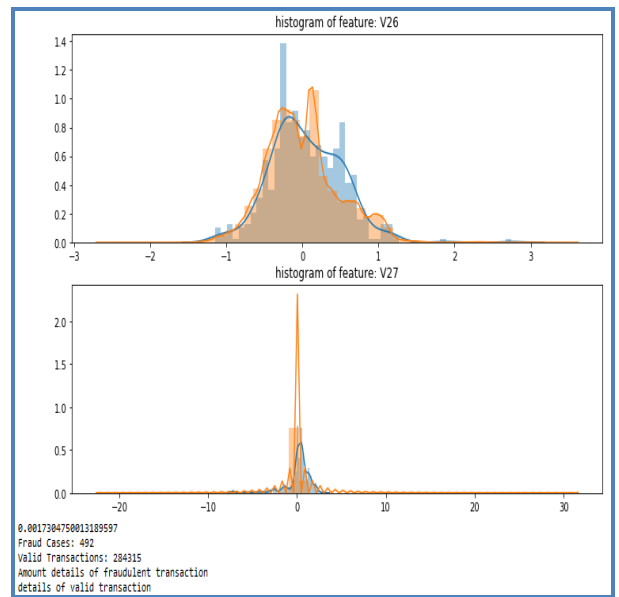 histogram of feature: V26
1.4
1.2
1.0
0.8
0.6
0.4
0.2
0.0
−3 −2 −1 0 1 2 3
histogram of feature: V27
2.0
1.5
1.0
0.5
0.0
−20 −10 0 10 20 30
0.0017304750013189597
Fraud Cases: 492
Valid Transactions: 284315
Amount details of fraudulent transaction
details of valid transaction